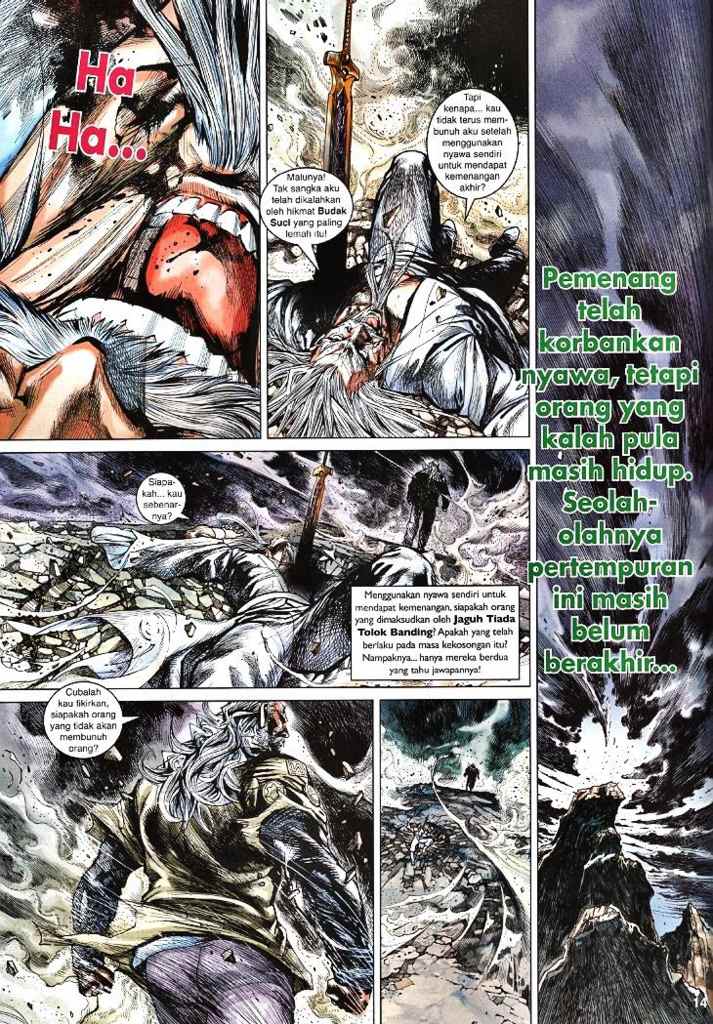 Ha
Ha...
Malunya!
Tak sangka aku
telah dikalahkan
oleh hikmat Budak
Suci yang paling
lemah itu!
Tapi
kenapa... kau
tidak terus mem-
bunuh aku setelah
menggunakan
nyawa sendiri
untuk mendapat
kemenangan
akhir?
Siapa-
kah... kau
sebenar-
nya?
Menggunakan nyawa sendiri untuk
mendapat kemenangan, siapakah orang
yang dimaksudkan oleh Jaguh Tiada
Tolok Banding? Apakah yang telah
berlaku pada masa kekosongan itu?
Nampaknya... hanya mereka berdua
yang tahu jawapannya!
Cubalah
kau fikirkan,
siapakah orang
yang tidak akan
membunuh
orang?
Pemenang
telah
korbankan
nyawa, tetapi
orang yang
kalah pula
masih hidup.
Seolah-
olahnya
pertempuran
ini masih
belum
berakhir...
14